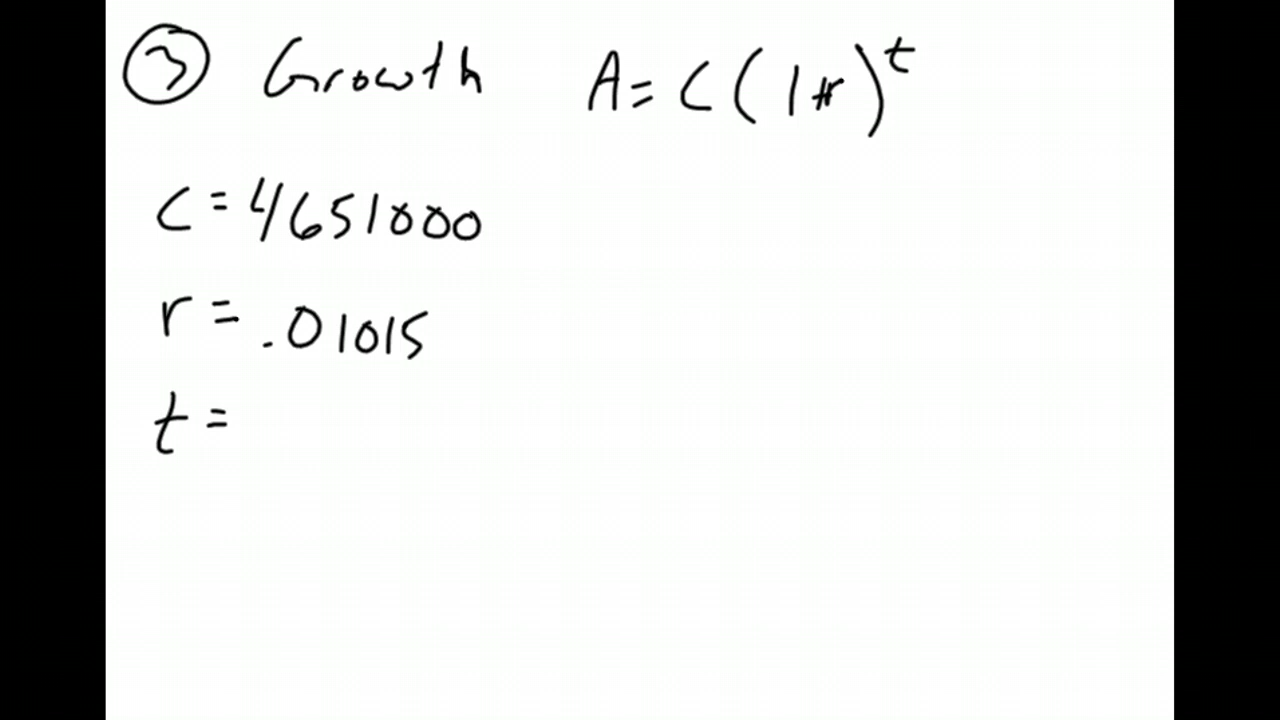 ③ Growth A = C(1+r)^t
C = 4651000
r = .01015
t =